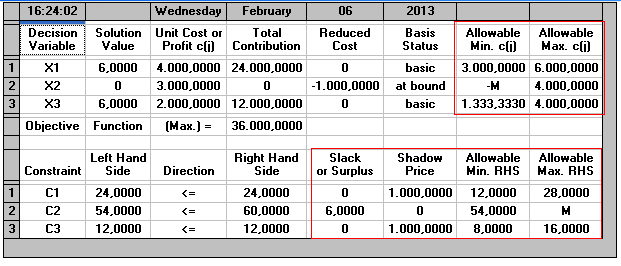 16:24:02 Wednesday February 06 2013
Decision Solution Unit Cost or Total Reduced Basis Allowable Allowable
Variable Value Profit c(j) Contribution Cost Status Min. c(j) Max. c(j)
1 X1 6,0000 4.000,0000 24.000,0000 0 basic 3.000,0000 6.000,0000
2 X2 0 3.000,0000 0 -1.000,0000 at bound -M 4.000,0000
3 X3 6,0000 2.000,0000 12.000,0000 0 basic 1.333,3330 4.000,0000
Objective Function (Max.) = 36.000,0000
Left Hand Right Hand Slack Shadow Allowable Allowable
Constraint Side Direction Side or Surplus Price Min. RHS Max. RHS
1 C1 24,0000 <= 24,0000 0 1.000,0000 12,0000 28,0000
2 C2 54,0000 <= 60,0000 6,0000 0 54,0000 M
3 C3 12,0000 <= 12,0000 0 1.000,0000 8,0000 16,0000